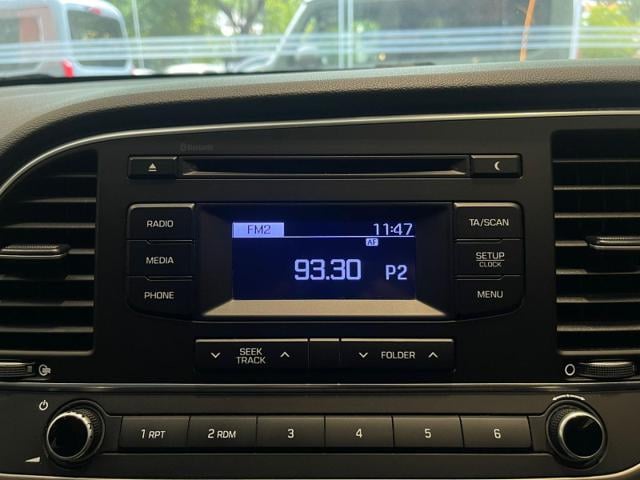 Bluetooth
RADIO
MEDIA
PHONE
FM2 11:47
AF
93.30 P2
TA/SCAN
SETUP
CLOCK
MENU
SEEK
TRACK
FOLDER
1 RPT 2 RDM 3 4 5 6